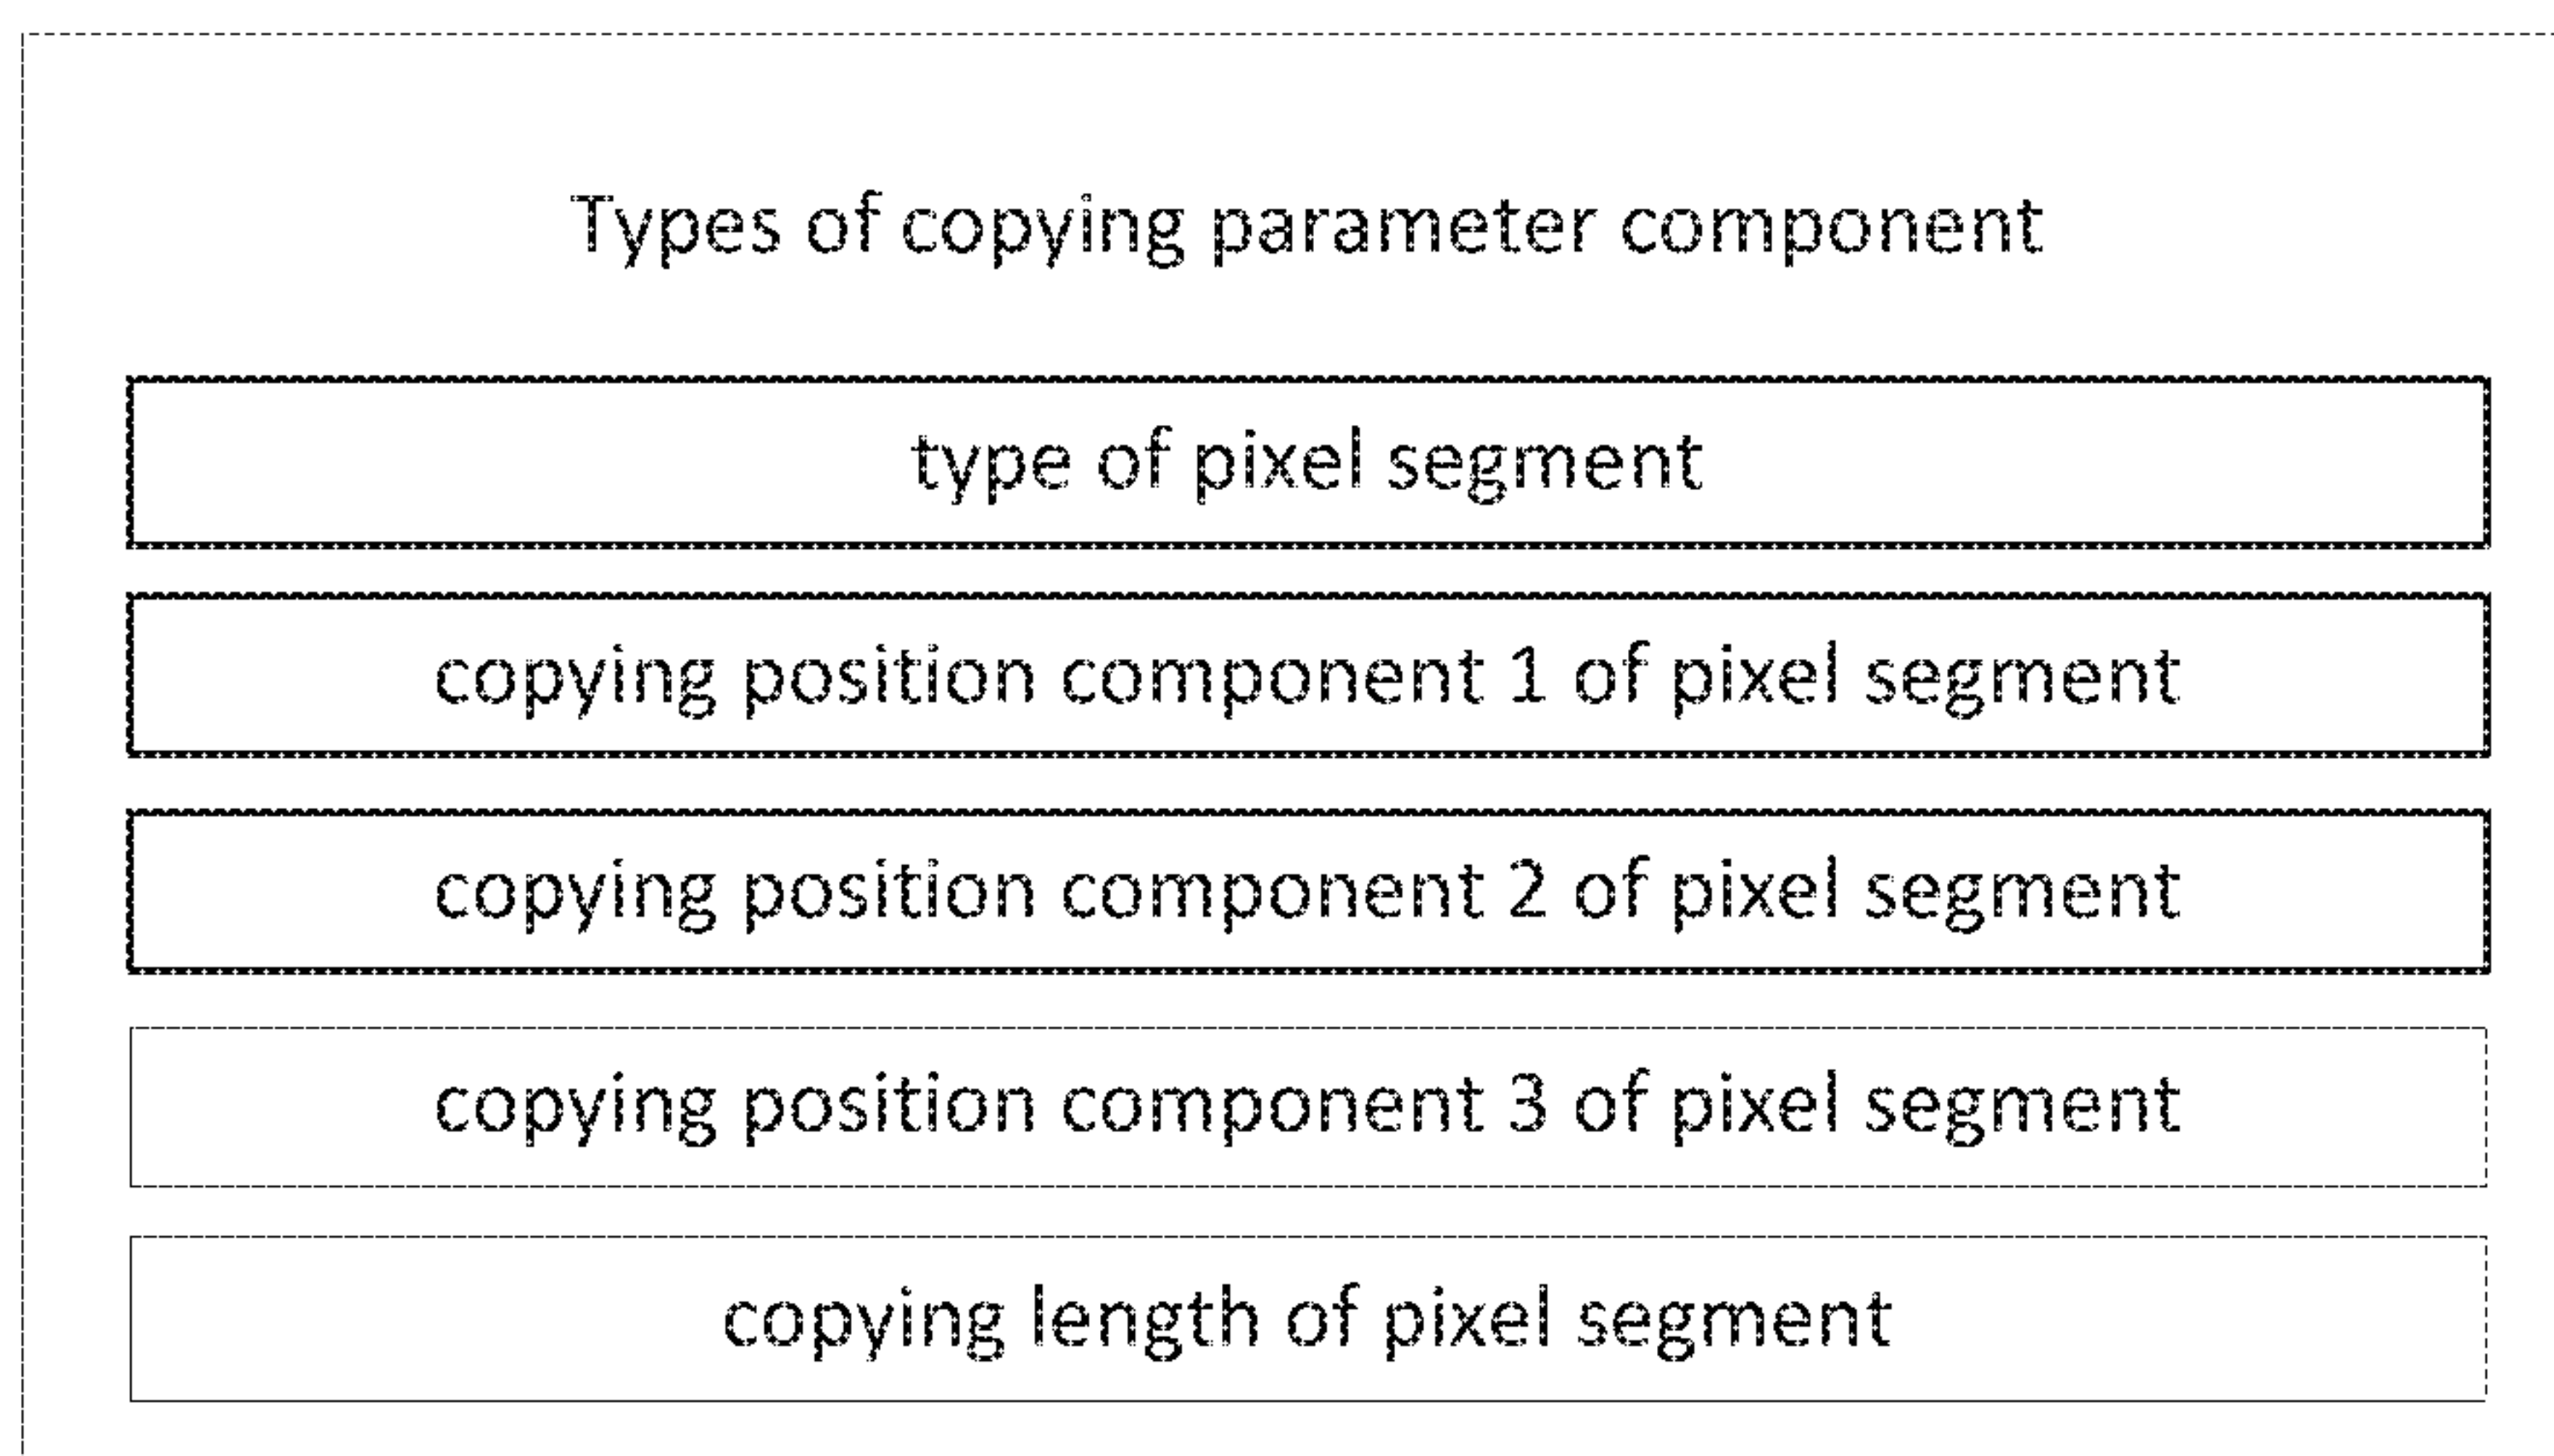 Types of copying parameter component
type of pixel segment
copying position component 1 of pixel segment
copying position component 2 of pixel segment
copying position component 3 of pixel segment
copying length of pixel segment